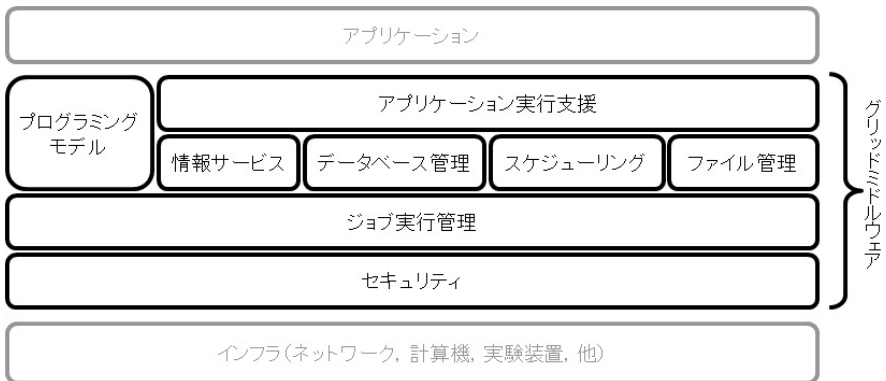 アプリケーション
プログラミング
モデル
アプリケーション実行支援
情報サービス
データベース管理
スケジューリング
ファイル管理
ジョブ実行管理
セキュリティ
グリッドミドルウェア
インフラ(ネットワーク, 計算機, 実験装置, 他)